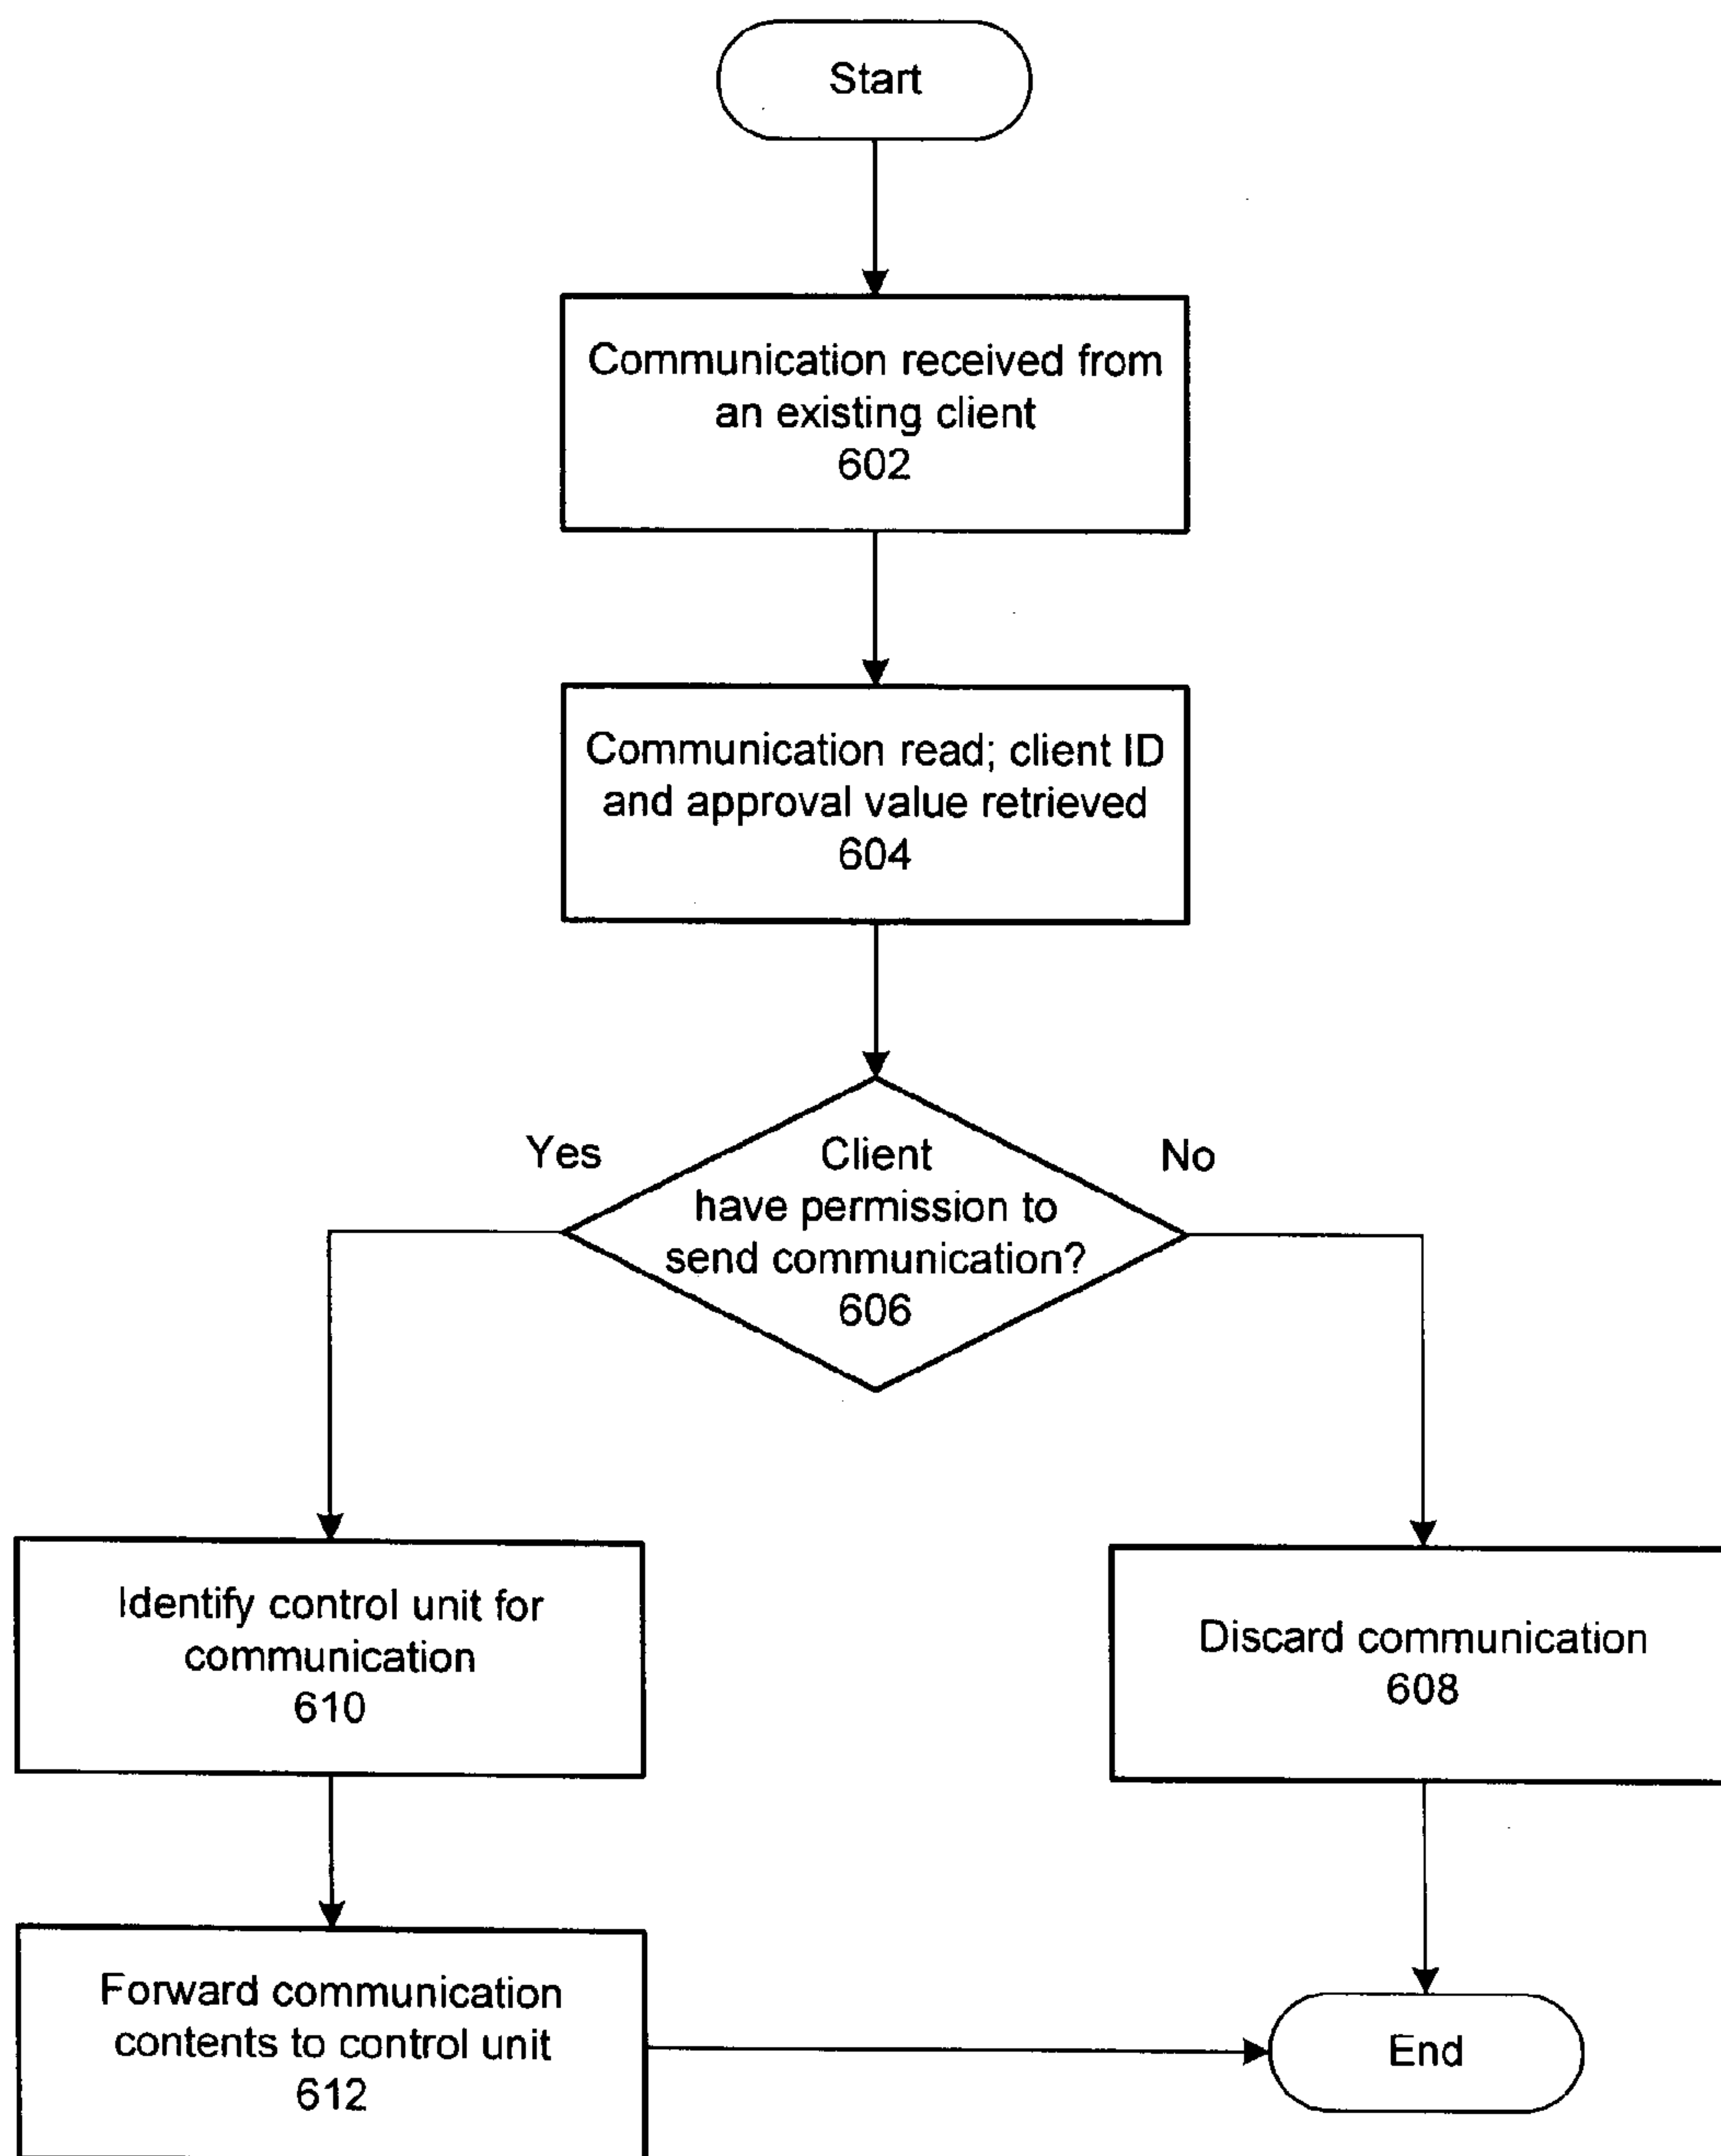 Start
Communication received from
an existing client
602
Communication read; client ID
and approval value retrieved
604
Yes
Client
have permission to
send communication?
606
No
Identify control unit for
communication
610
Discard communication
608
Forward communication
contents to control unit
612
End